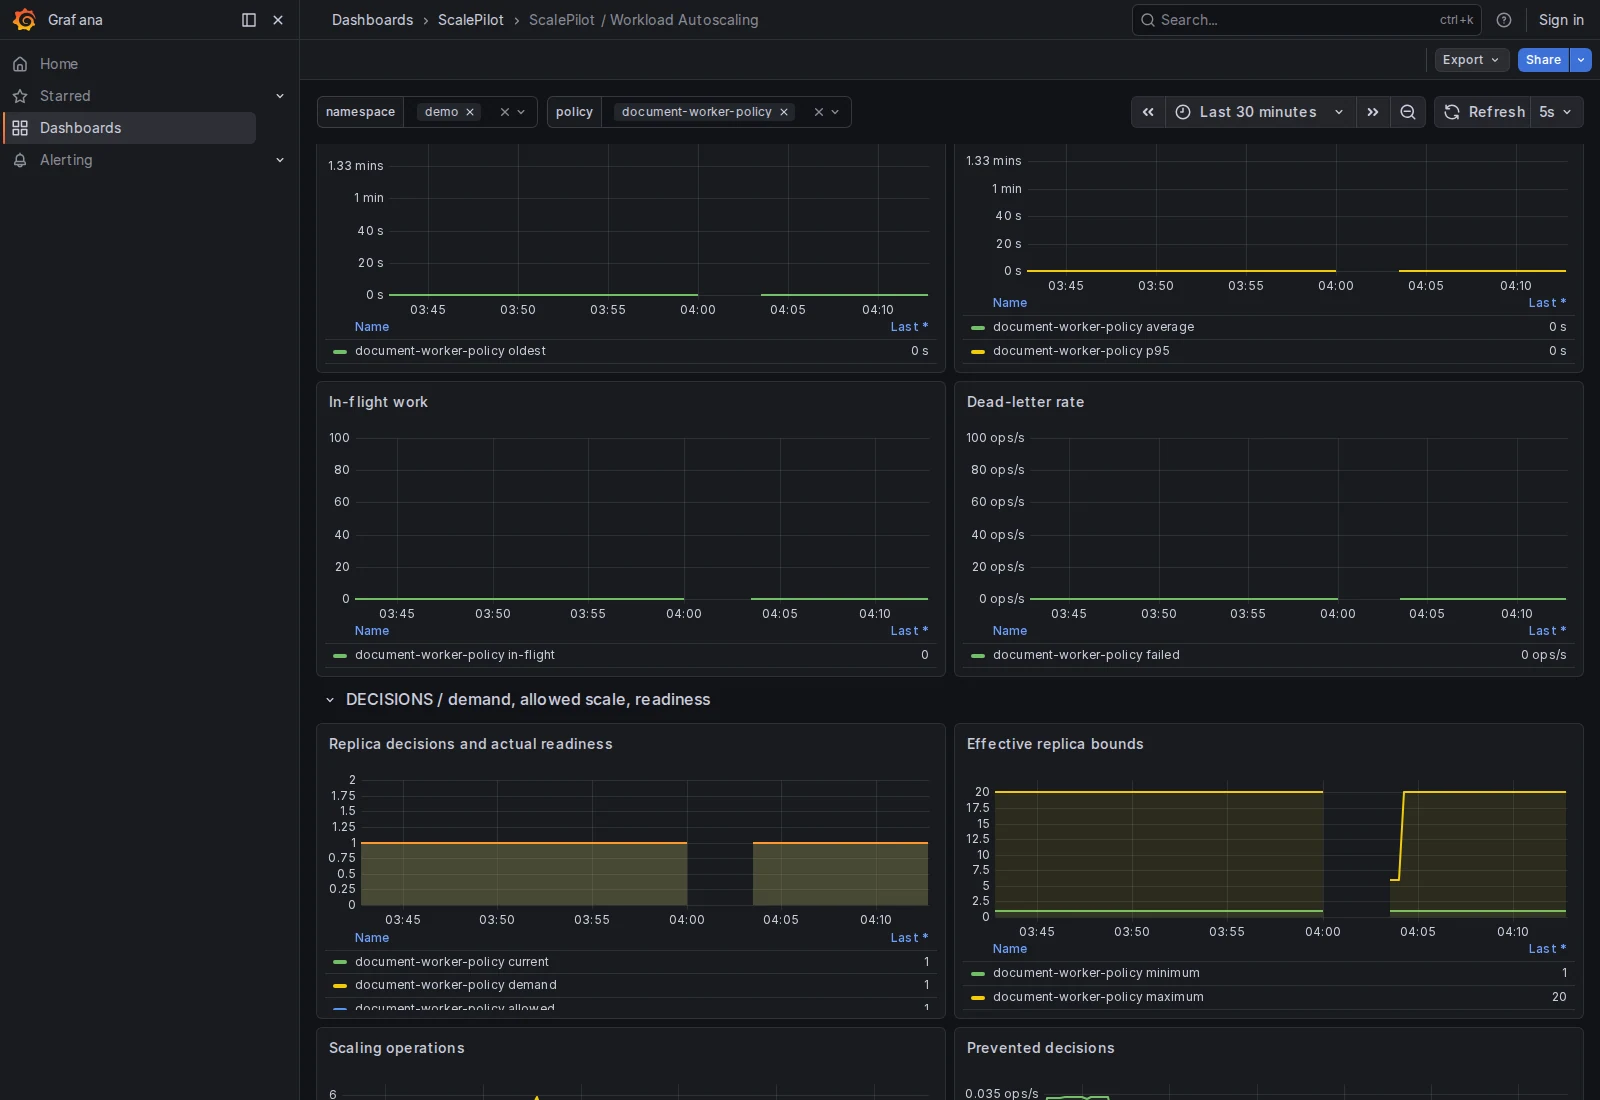 Grafana
Dashboards › ScalePilot › ScalePilot / Workload Autoscaling
Search... ctrl+k
Sign in
Home
Starred
Dashboards
Alerting
Export
Share
namespace demo
policy document-worker-policy
Last 30 minutes
Refresh 5s
1.33 mins
1 min
40 s
20 s
0 s
03:45 03:50 03:55 04:00 04:05 04:10
Name Last *
document-worker-policy oldest 0 s
1.33 mins
1 min
40 s
20 s
0 s
03:45 03:50 03:55 04:00 04:05 04:10
Name Last *
document-worker-policy average 0 s
document-worker-policy p95 0 s
In-flight work
100
80
60
40
20
0
03:45 03:50 03:55 04:00 04:05 04:10
Name Last *
document-worker-policy in-flight 0
Dead-letter rate
100 ops/s
80 ops/s
60 ops/s
40 ops/s
20 ops/s
0 ops/s
03:45 03:50 03:55 04:00 04:05 04:10
Name Last *
document-worker-policy failed 0 ops/s
DECISIONS / demand, allowed scale, readiness
Replica decisions and actual readiness
2
1.75
1.5
1.25
1
0.75
0.5
0.25
0
03:45 03:50 03:55 04:00 04:05 04:10
Name Last *
document-worker-policy current 1
document-worker-policy demand 1
document-worker-policy allowed 1
Effective replica bounds
20
17.5
15
12.5
10
7.5
5
2.5
0
03:45 03:50 03:55 04:00 04:05 04:10
Name Last *
document-worker-policy minimum 1
document-worker-policy maximum 20
Scaling operations
6
Prevented decisions
0.035 ops/s